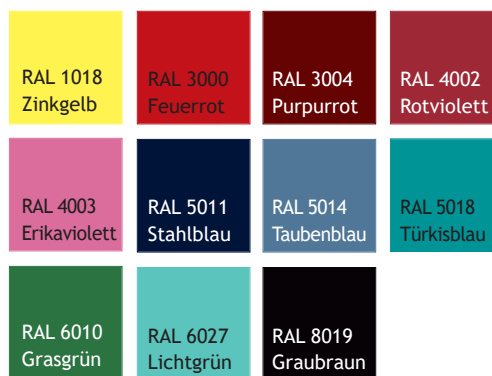 RAL 1018
Zinkgelb
RAL 3000
Feuerrot
RAL 3004
Purpurrot
RAL 4002
Rotviolett
RAL 4003
Erikaviolett
RAL 5011
Stahlblau
RAL 5014
Taubenblau
RAL 5018
Türkisblau
RAL 6010
Grasgrün
RAL 6027
Lichtgrün
RAL 8019
Graubraun